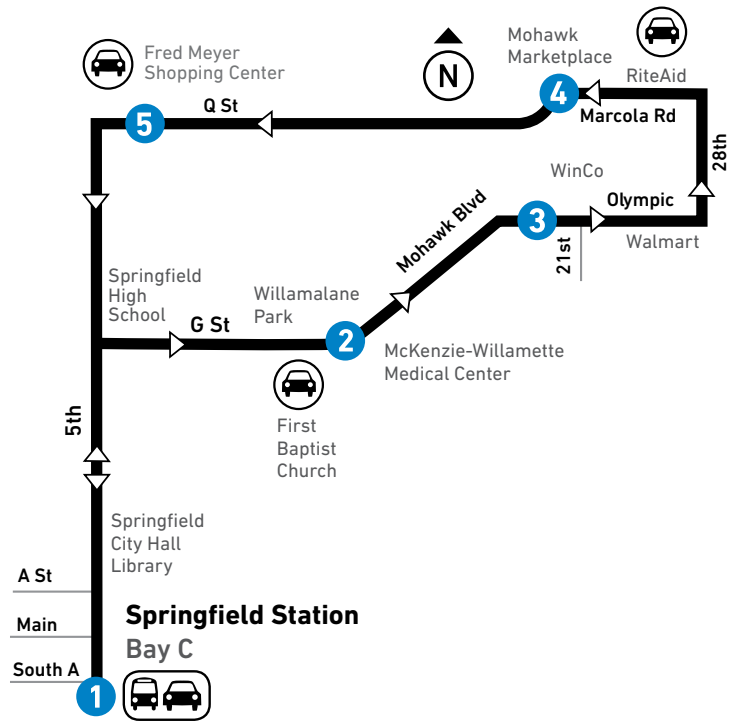 Fred Meyer
Shopping Center
Mohawk
Marketplace
N
RiteAid
4
5
Q St
Marcola Rd
28th
WinCo
Mohawk Blvd
Olympic
3
21st
Walmart
Springfield
High
School
Willamalane
Park
G St
2
McKenzie-Willamette
Medical Center
5th
First
Baptist
Church
Springfield
City Hall
Library
A St
Main
South A
1
Springfield Station
Bay C